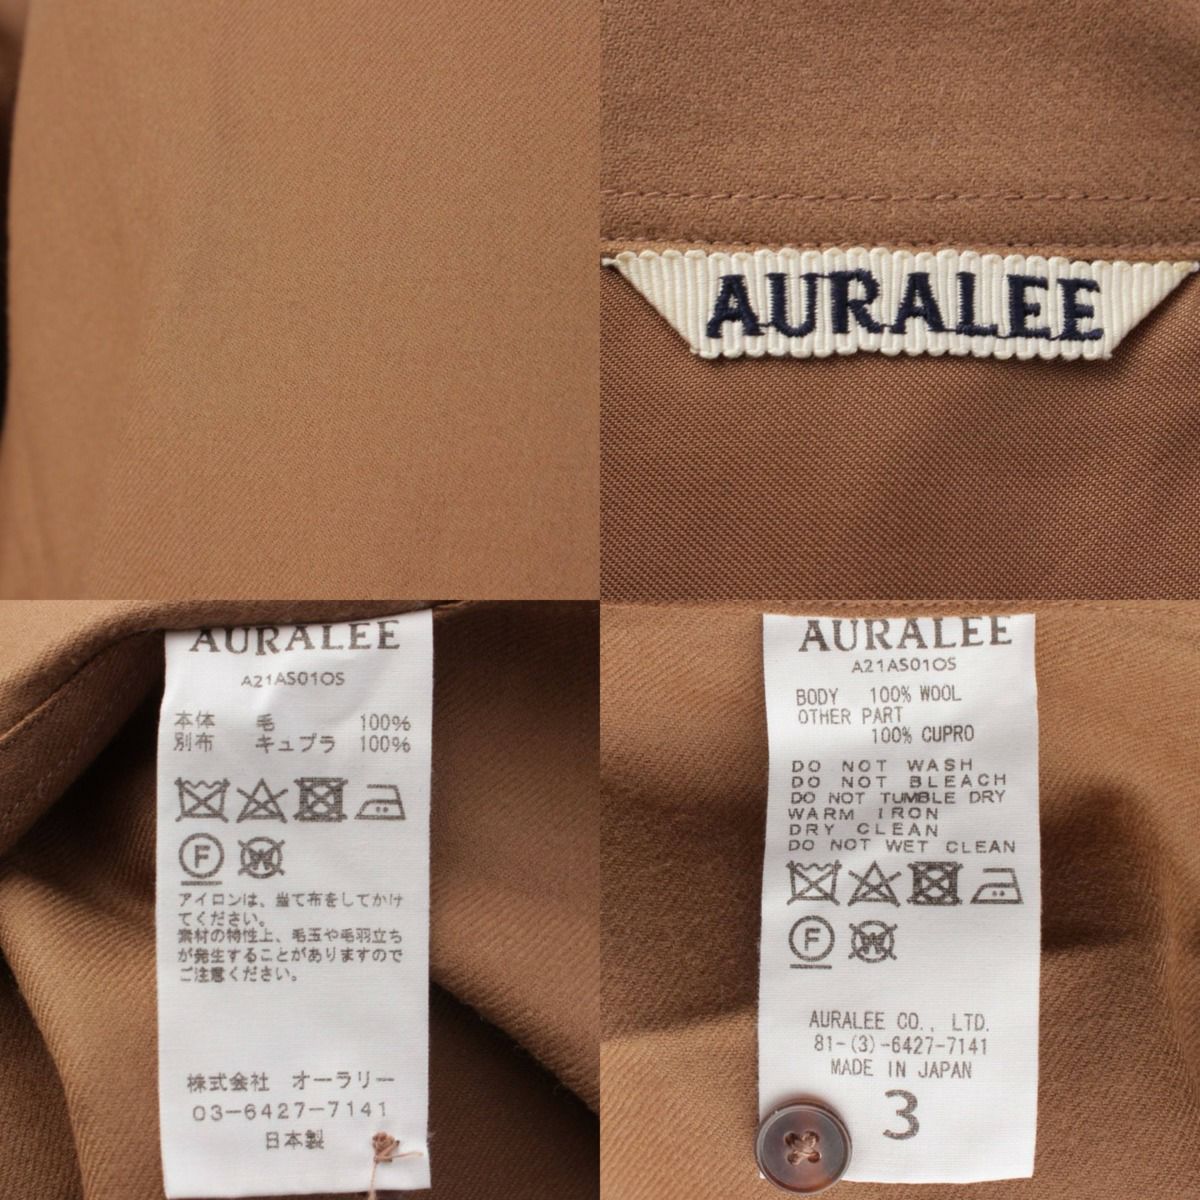 AURALEE
AURALEE
A21AS01OS
本体 毛 100%
別布 キュプラ 100%
F
W
アイロンは、当て布をしてかけ
てください。
素材の特性上、毛玉や毛羽立ち
が発生することがありますので
ご注意ください。
株式会社 オーラリー
03-6427-7141
日本製
AURALEE
A21AS01OS
BODY 100% WOOL
OTHER PART
100% CUPRO
DO NOT WASH
DO NOT BLEACH
DO NOT TUMBLE DRY
WARM IRON
DRY CLEAN
DO NOT WET CLEAN
F
W
AURALEE CO., LTD.
81-(3)-6427-7141
MADE IN JAPAN
3